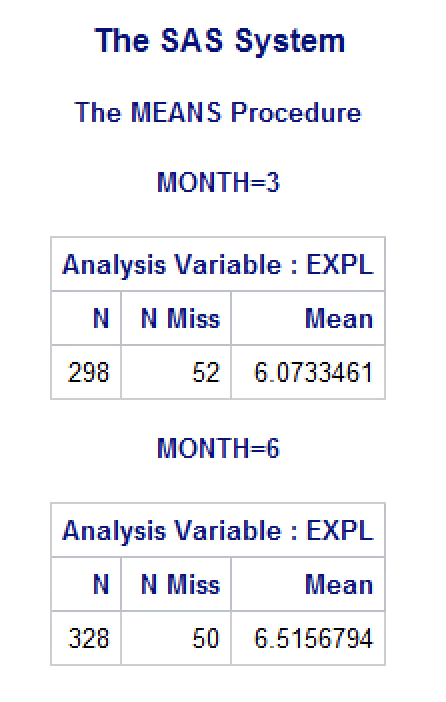 The SAS System
The MEANS Procedure
MONTH=3
Analysis Variable : EXPL
N N Miss Mean
298 52 6.0733461
MONTH=6
Analysis Variable : EXPL
N N Miss Mean
328 50 6.5156794